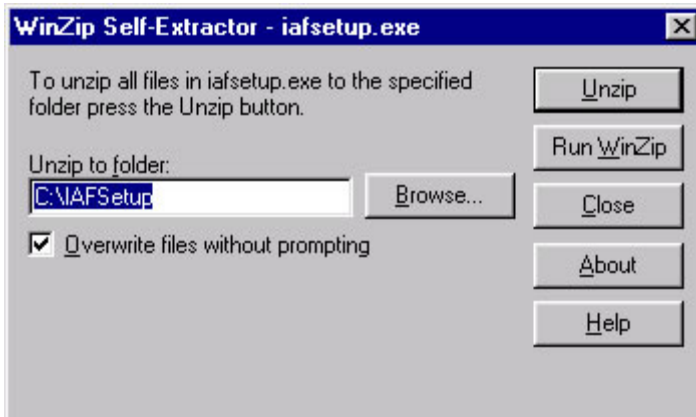 WinZip Self-Extractor - iafsetup.exe
To unzip all files in iafsetup.exe to the specified
folder press the Unzip button.
Unzip to folder:
C:\IAFSetup
Browse...
Overwrite files without prompting
Unzip
Run WinZip
Close
About
Help